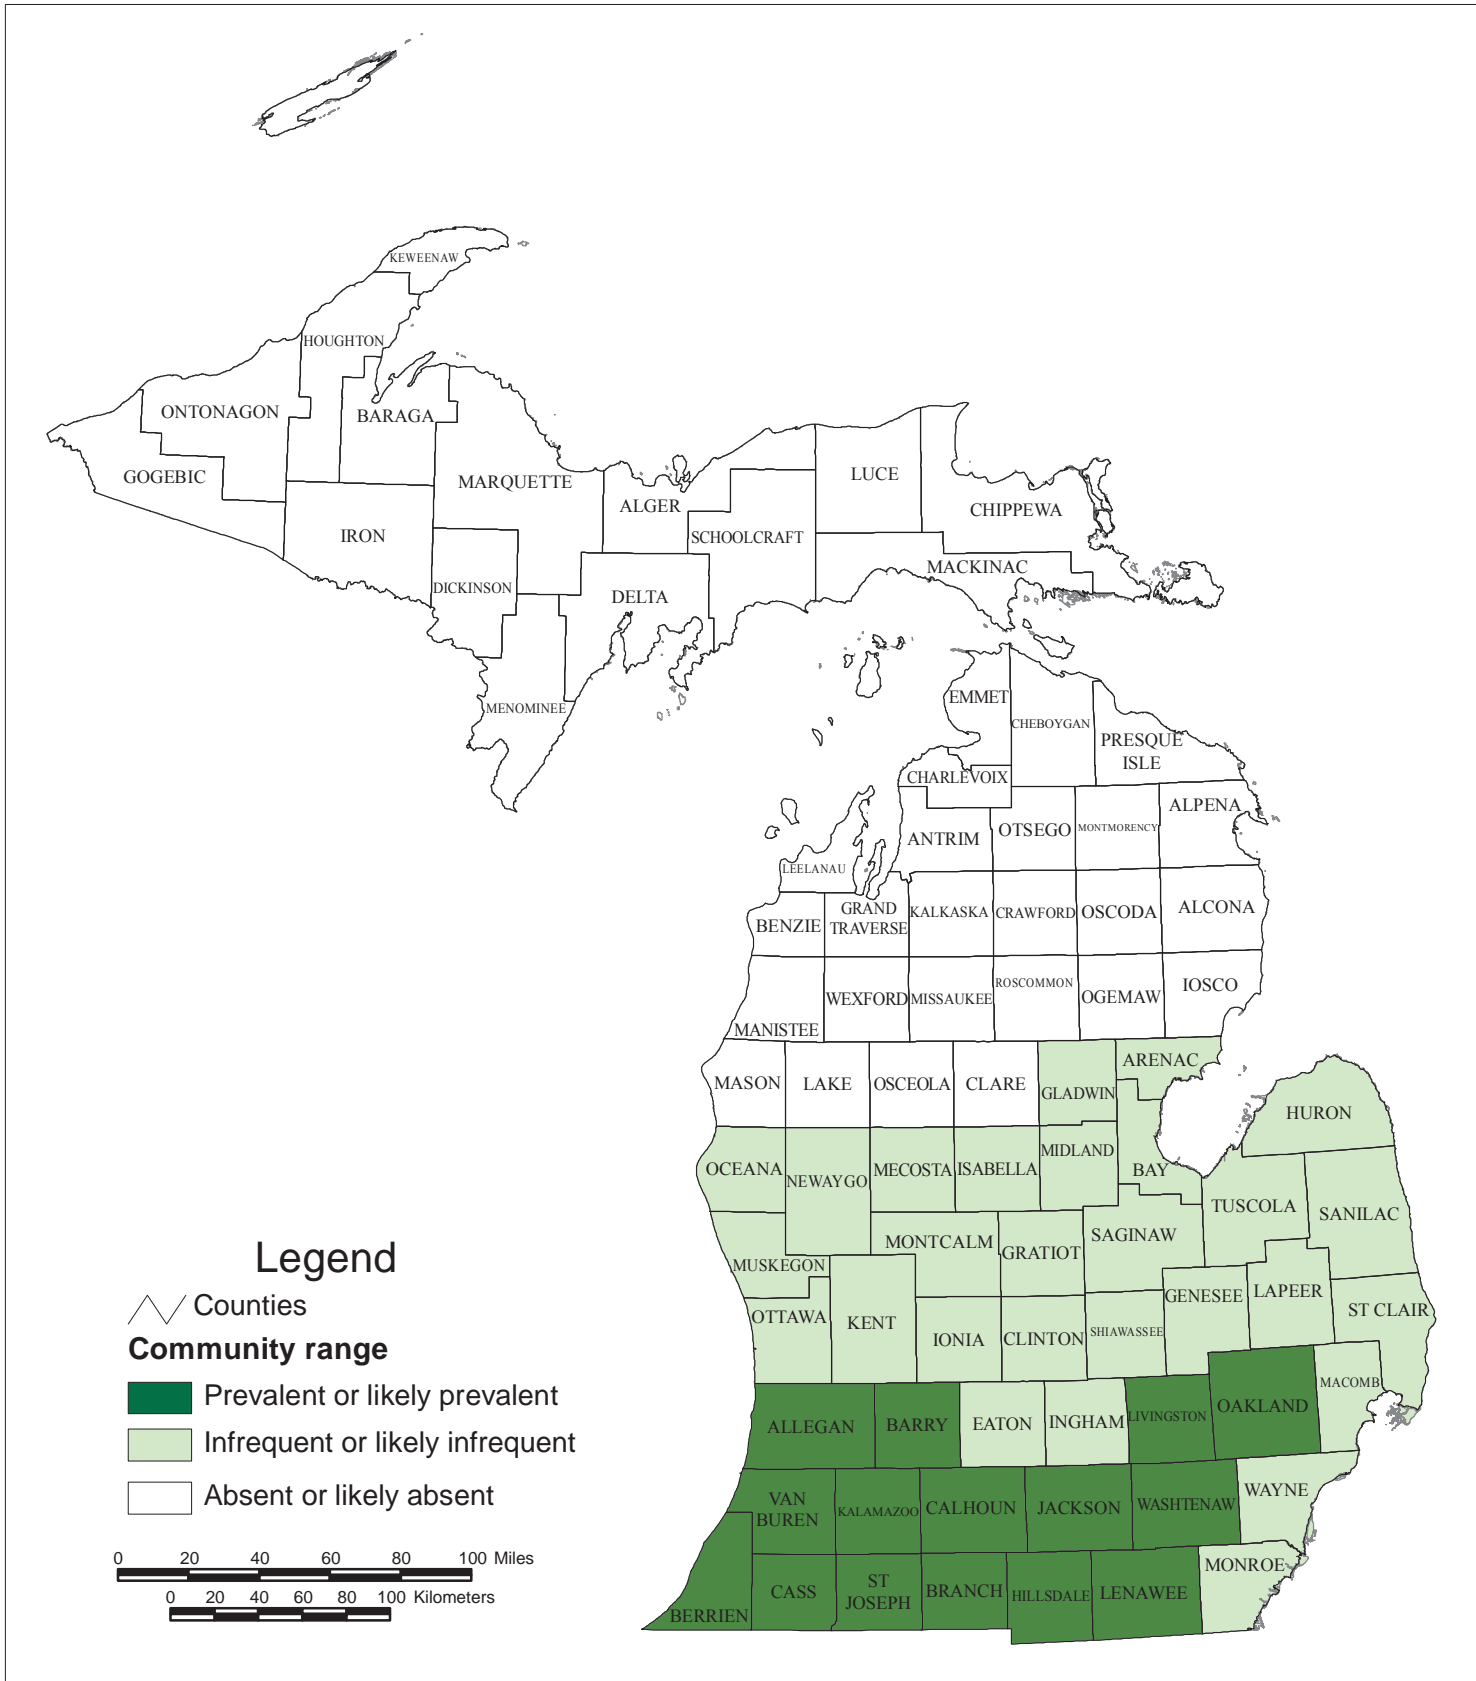 KEWEENAW
HOUGHTON
ONTONAGON
BARAGA
GOGEBIC
MARQUETTE
LUCE
ALGER
CHIPPEWA
IRON
SCHOOLCRAFT
MACKINAC
DICKINSON
DELTA
EMMET
MENOMINEE
CHEBOYGAN
PRESQUE
ISLE
CHARLEVOIX
ALPENA
ANTRIM
OTSEGO
MONTMORENCY
LEELANAU
BENZIE
GRAND
TRAVERSE
KALKASKA
CRAWFORD
OSCODA
ALCONA
MANISTEE
WEXFORD
MISSAUKEE
ROSCOMMON
OGEMAW
IOSCO
MASON
LAKE
OSCEOLA
CLARE
GLADWIN
ARENAC
HURON
OCEANA
NEWAYGO
MECOSTA
ISABELLA
MIDLAND
BAY
TUSCOLA
SANILAC
MUSKEGON
MONTCALM
GRATIOT
SAGINAW
GENESEE
LAPEER
ST CLAIR
OTTAWA
KENT
IONIA
CLINTON
SHIAWASSEE
MACOMB
ALLEGAN
BARRY
EATON
INGHAM
LIVINGSTON
OAKLAND
VAN
BUREN
KALAMAZOO
CALHOUN
JACKSON
WASHTENAW
WAYNE
BERRIEN
CASS
ST
JOSEPH
BRANCH
HILLSDALE
LENAWEE
MONROE
Legend
Counties
Community range
Prevalent or likely prevalent
Infrequent or likely infrequent
Absent or likely absent
0 20 40 60 80 100 Miles
0 20 40 60 80 100 Kilometers